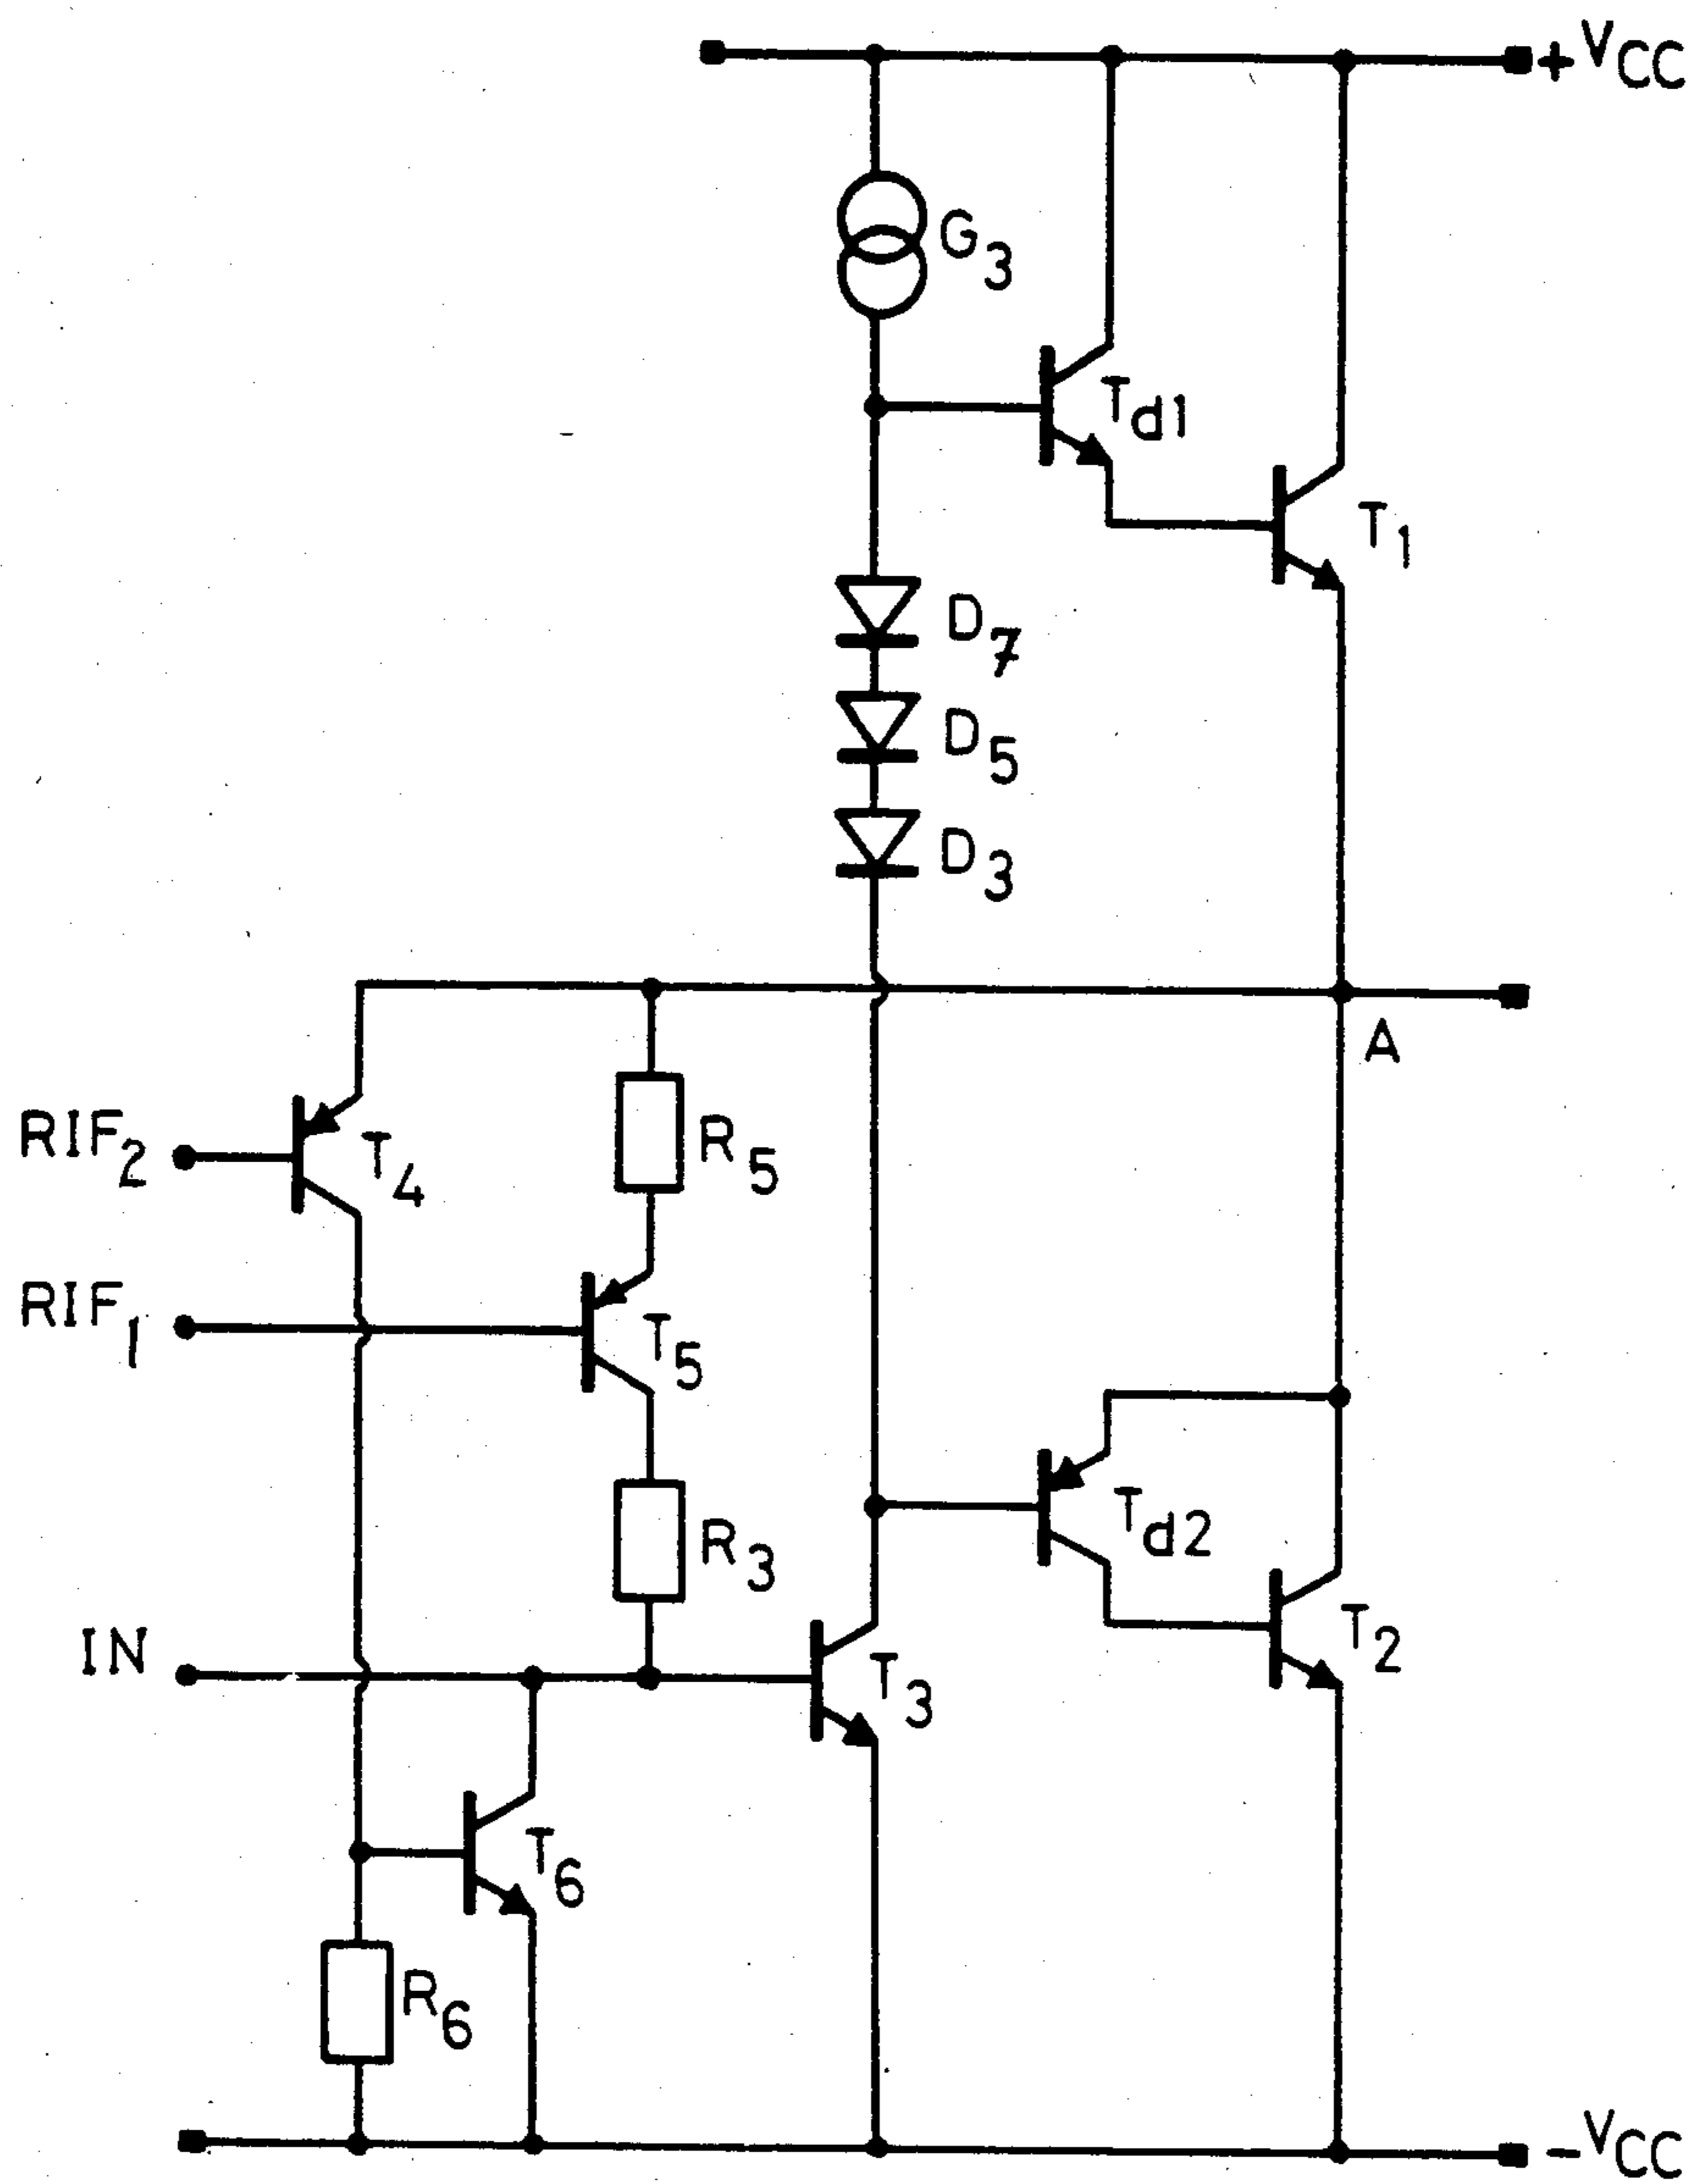 +VCC
G3
Td1
T1
D7
D5
D3
A
RIF2
T4
R5
RIF1
T5
R3
Td2
T2
IN
T3
T6
R6
-VCC